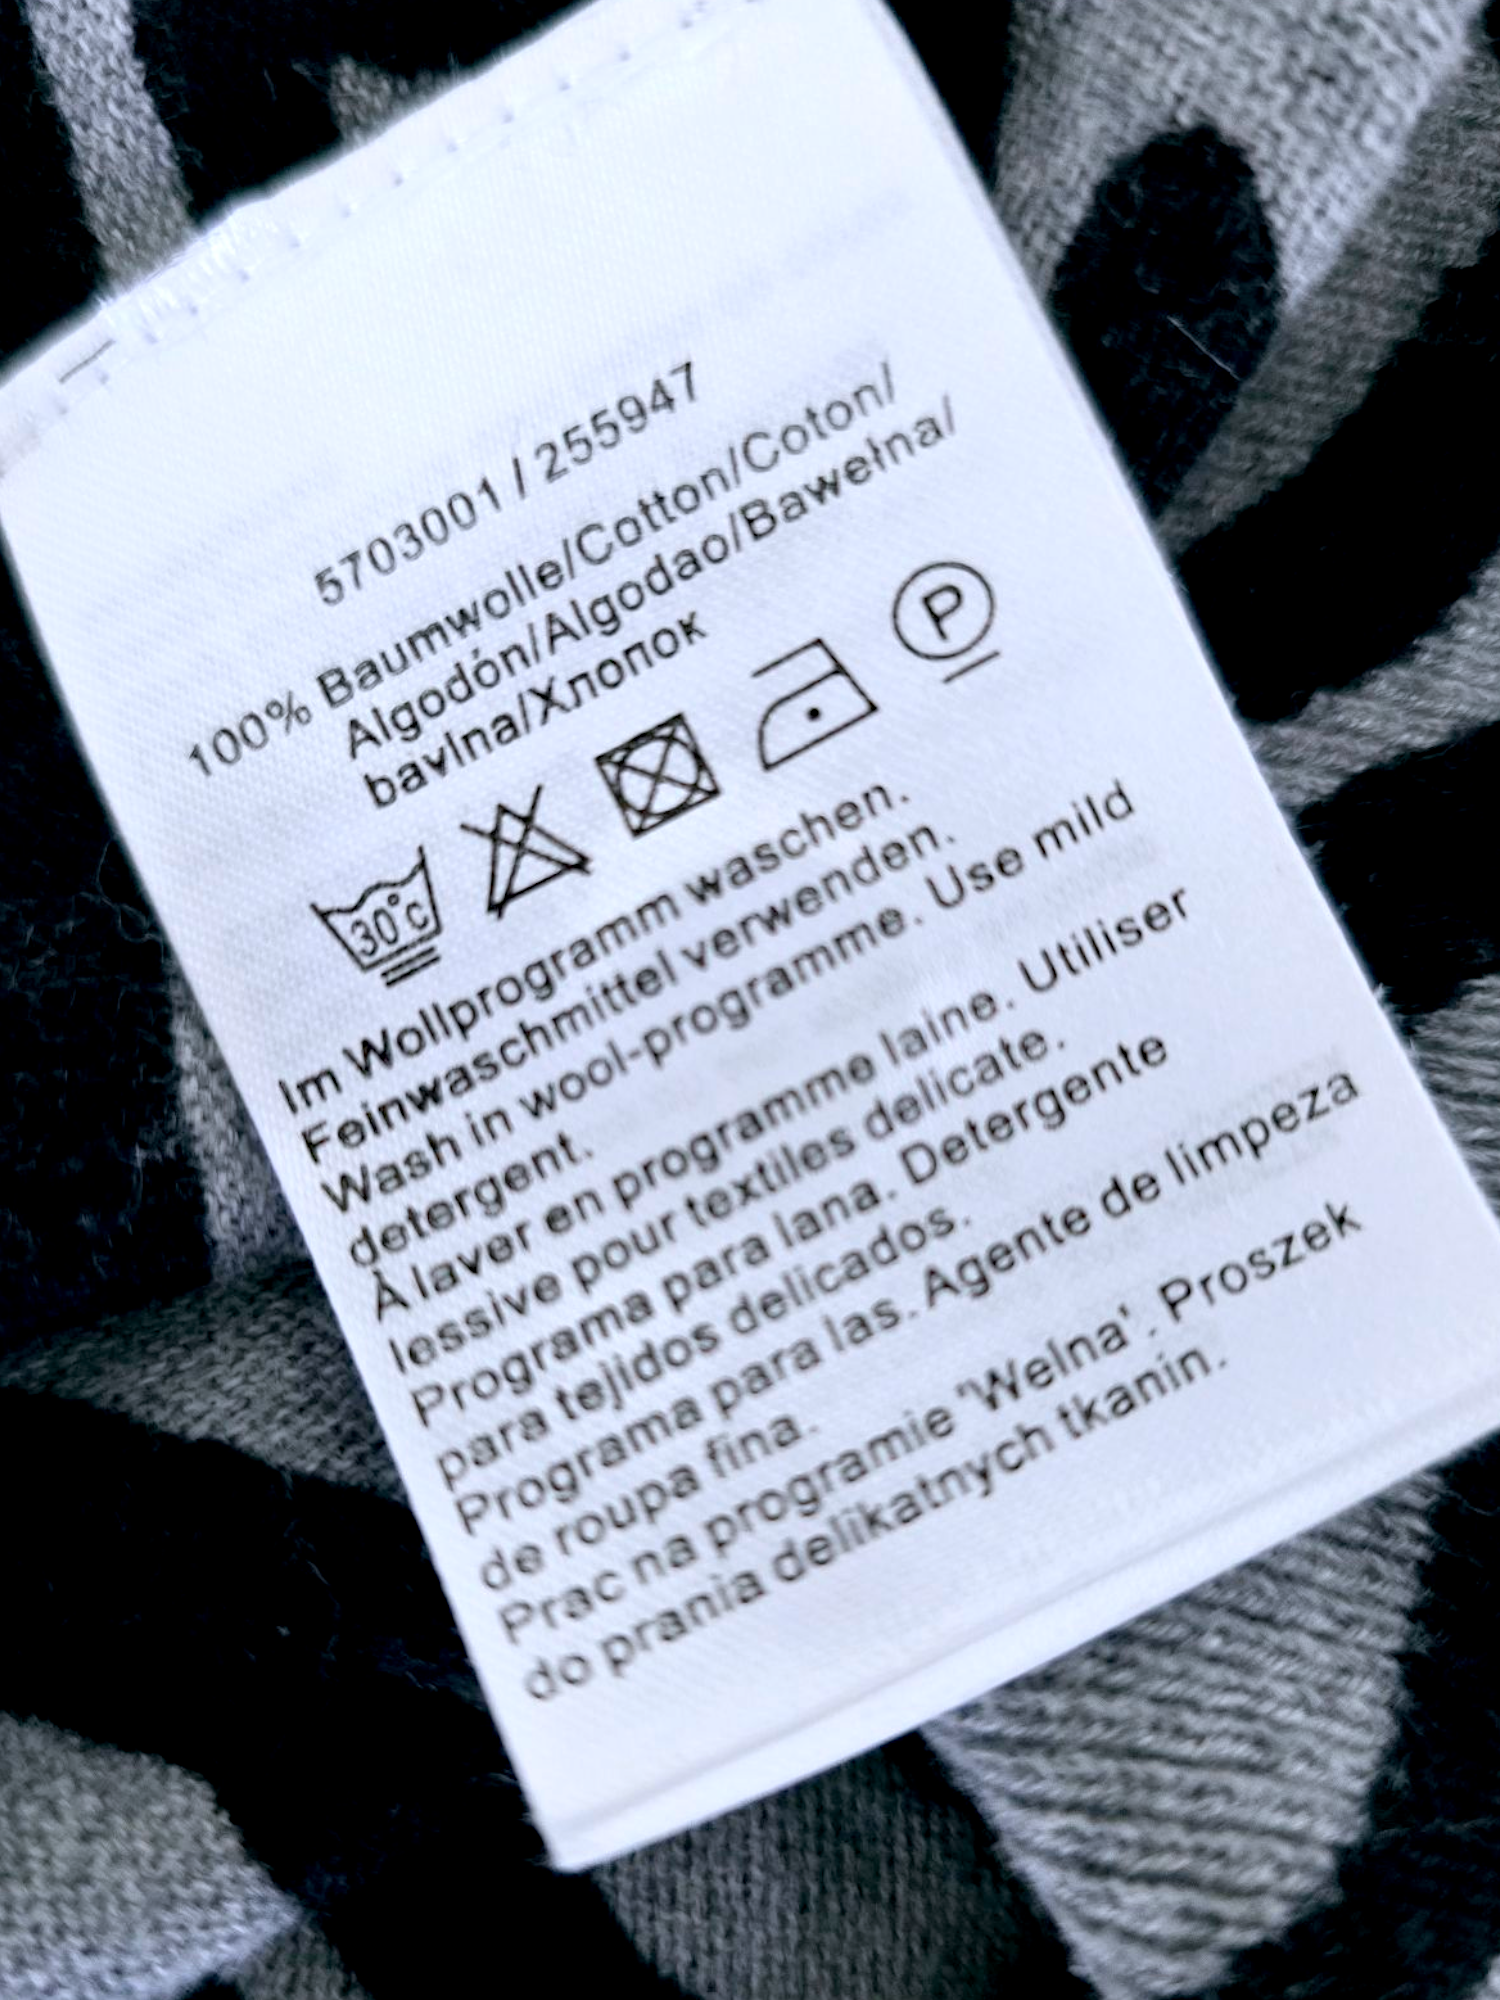 5703001 / 255947
100% Baumwolle/Cotton/Coton/
Algodón/Algodao/Bawełna/
bavlna/Хлопок
30°c P
Im Wollprogramm waschen.
Feinwaschmittel verwenden.
Wash in wool-programme. Use mild
detergent.
À laver en programme laine. Utiliser
lessive pour textiles delicate.
Programa para lana. Detergente
para tejidos delicados.
Programa para las. Agente de limpeza
de roupa fina.
Prac na programie 'Welna'. Proszek
do prania delikatnych tkanin.